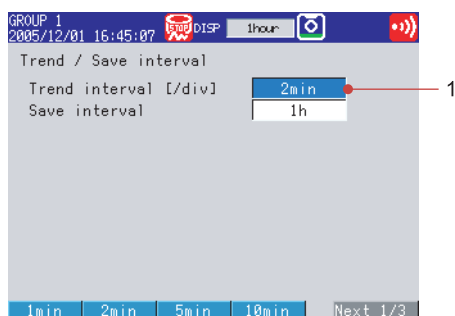 GROUP 1
2005/12/01 16:45:07 STOP DISP 1hour
Trend / Save interval
Trend interval [/div] 2min 1
Save interval 1h
1min 2min 5min 10min Next 1/3